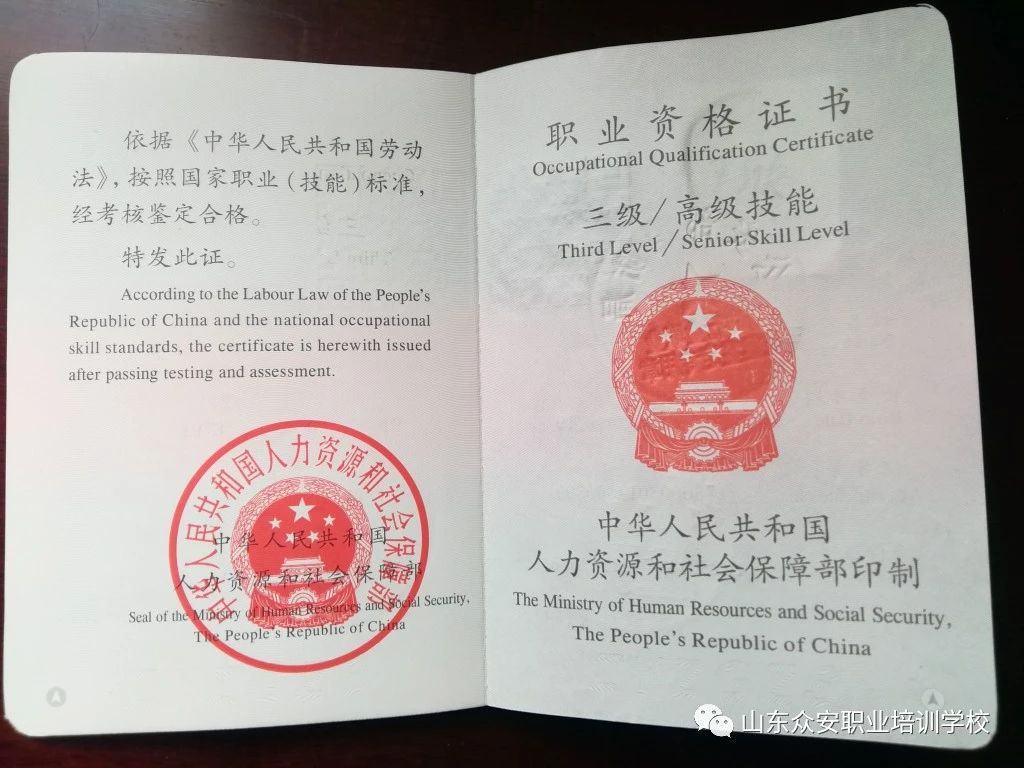 依据《中华人民共和国劳动
法》，按照国家职业（技能）标准，
经考核鉴定合格。
特发此证。
According to the Labour Law of the People's
Republic of China and the national occupational
skill standards, the certificate is herewith issued
after passing testing and assessment.
中华人民共和国人力资源和社会保障部
中华人民共和国
人力资源和社会保障部
Seal of the Ministry of Human Resources and Social Security,
The People's Republic of China
职业资格证书
Occupational Qualification Certificate
三级/高级技能
Third Level/Senior Skill Level
中华人民共和国
人力资源和社会保障部印制
The Ministry of Human Resources and Social Security,
The People's Republic of China
山东众安职业培训学校